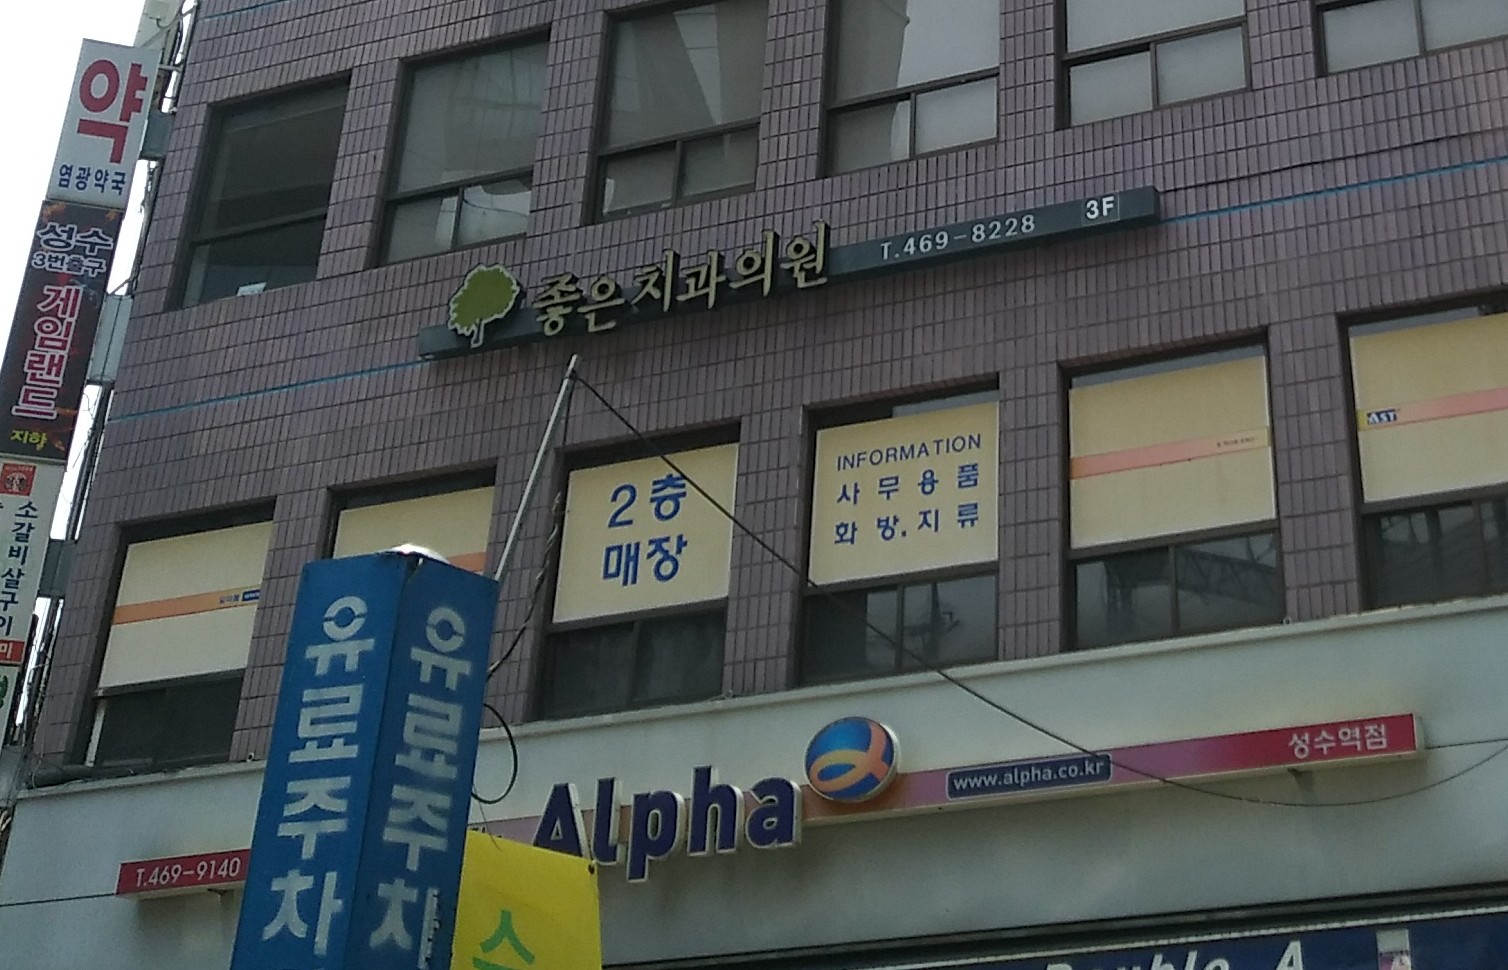 약
염광약국
성수
3번출구
게임랜드
지하
소갈비살구이
좋은치과의원 T.469-8228 3F
2층
매장
INFORMATION
사무용품
화방.지류
AST
유료주차
유료주차
Alpha www.alpha.co.kr 성수역점
T.469-9140
수
Double A